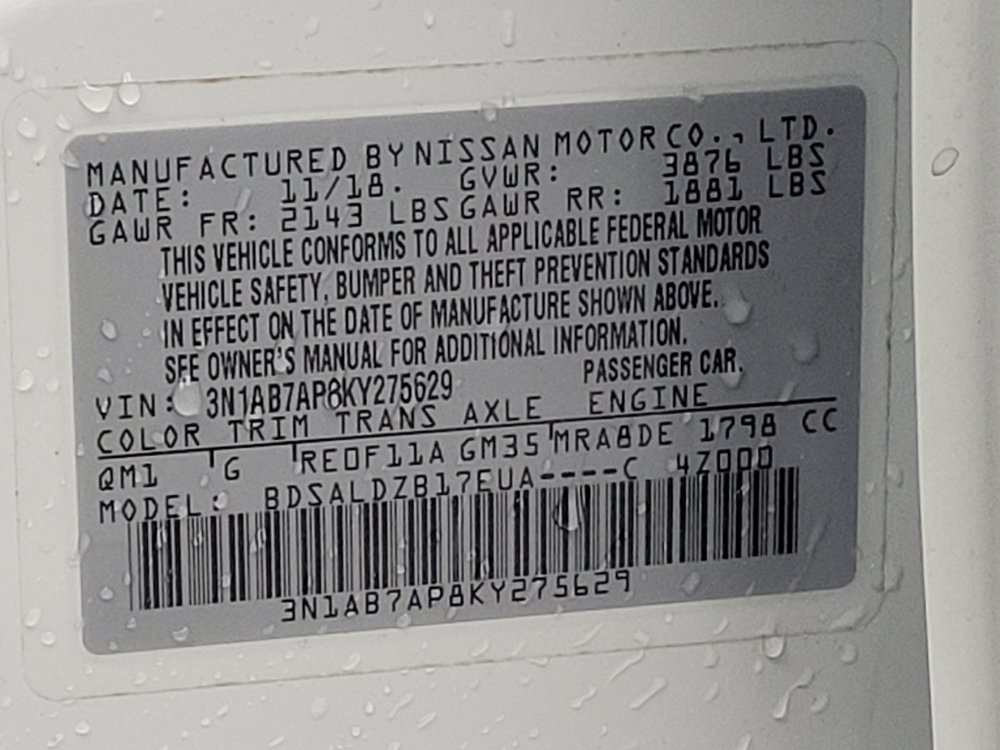 MANUFACTURED BY NISSAN MOTOR CO., LTD.
DATE: 11/18. GVWR: 3876 LBS
GAWR FR: 2143 LBS GAWR RR: 1881 LBS
THIS VEHICLE CONFORMS TO ALL APPLICABLE FEDERAL MOTOR
VEHICLE SAFETY, BUMPER AND THEFT PREVENTION STANDARDS
IN EFFECT ON THE DATE OF MANUFACTURE SHOWN ABOVE.
SEE OWNER'S MANUAL FOR ADDITIONAL INFORMATION.
VIN: 3N1AB7AP8KY275629 PASSENGER CAR.
COLOR TRIM TRANS AXLE ENGINE
QM1 G RE0F11A GM35 MRA8DE 1798 CC
MODEL: BDSALDZB17EUA----C 4Z000
3N1AB7AP8KY275629